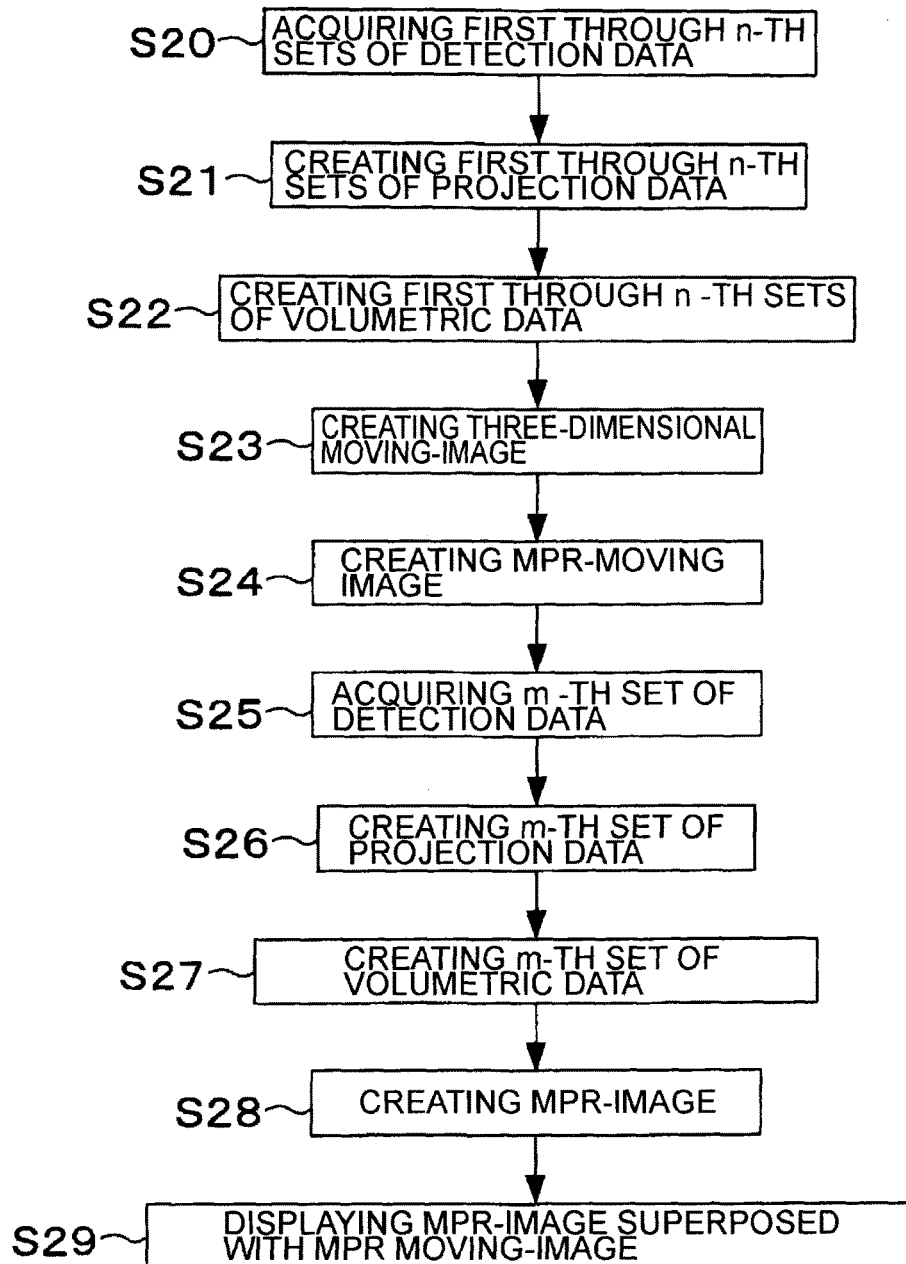 S20
ACQUIRING FIRST THROUGH n-TH
SETS OF DETECTION DATA
S21
CREATING FIRST THROUGH n-TH
SETS OF PROJECTION DATA
S22
CREATING FIRST THROUGH n -TH SETS
OF VOLUMETRIC DATA
S23
CREATING THREE-DIMENSIONAL
MOVING-IMAGE
S24
CREATING MPR-MOVING
IMAGE
S25
ACQUIRING m -TH SET OF
DETECTION DATA
S26
CREATING m-TH SET OF
PROJECTION DATA
S27
CREATING m-TH SET OF
VOLUMETRIC DATA
S28
CREATING MPR-IMAGE
S29
DISPLAYING MPR-IMAGE SUPERPOSED
WITH MPR MOVING-IMAGE